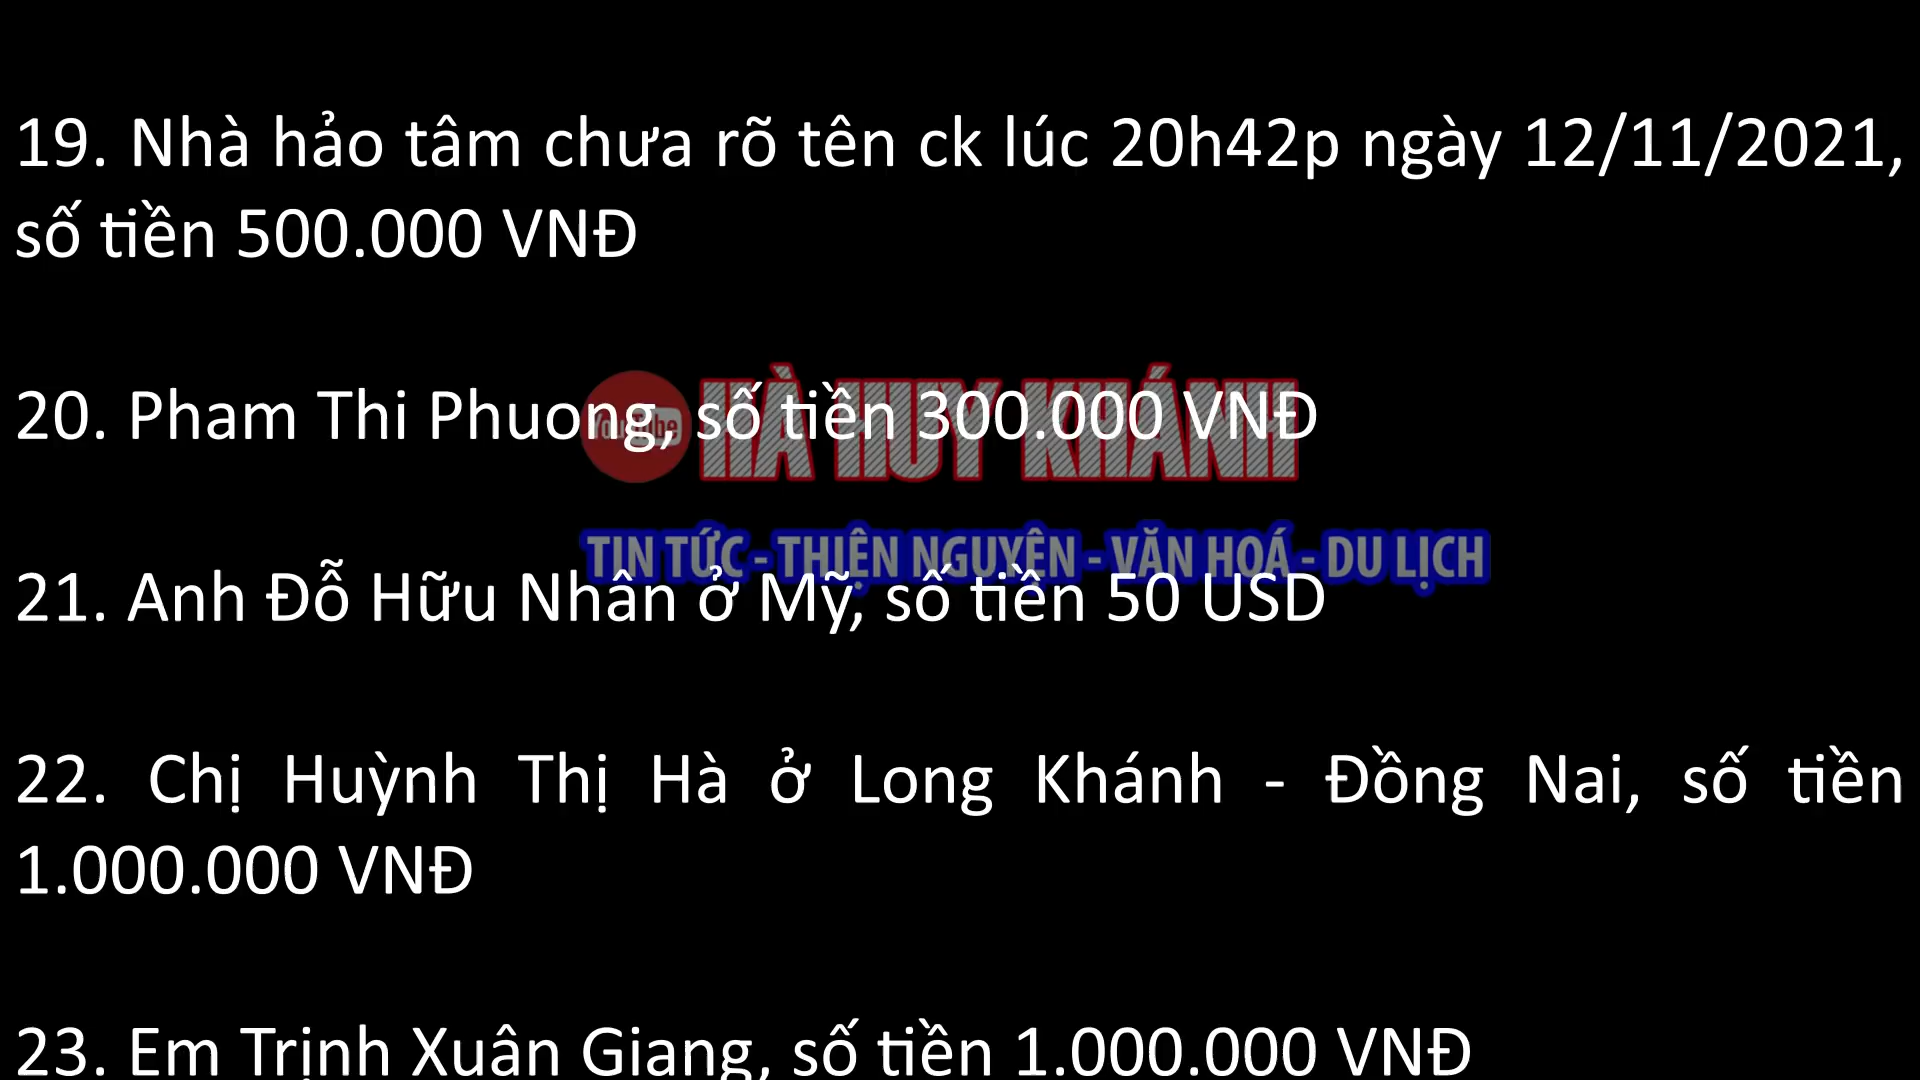 19. Nhà hảo tâm chưa rõ tên ck lúc 20h42p ngày 12/11/2021,
số tiền 500.000 VNĐ
20. Pham Thi Phuong, số tiền 300.000 VNĐ
YouTube HÀ HUY KHÁNH
TIN TỨC - THIỆN NGUYỆN - VĂN HOÁ - DU LỊCH
21. Anh Đỗ Hữu Nhân ở Mỹ, số tiền 50 USD
22. Chị Huỳnh Thị Hà ở Long Khánh - Đồng Nai, số tiền
1.000.000 VNĐ
23. Em Trịnh Xuân Giang, số tiền 1.000.000 VNĐ